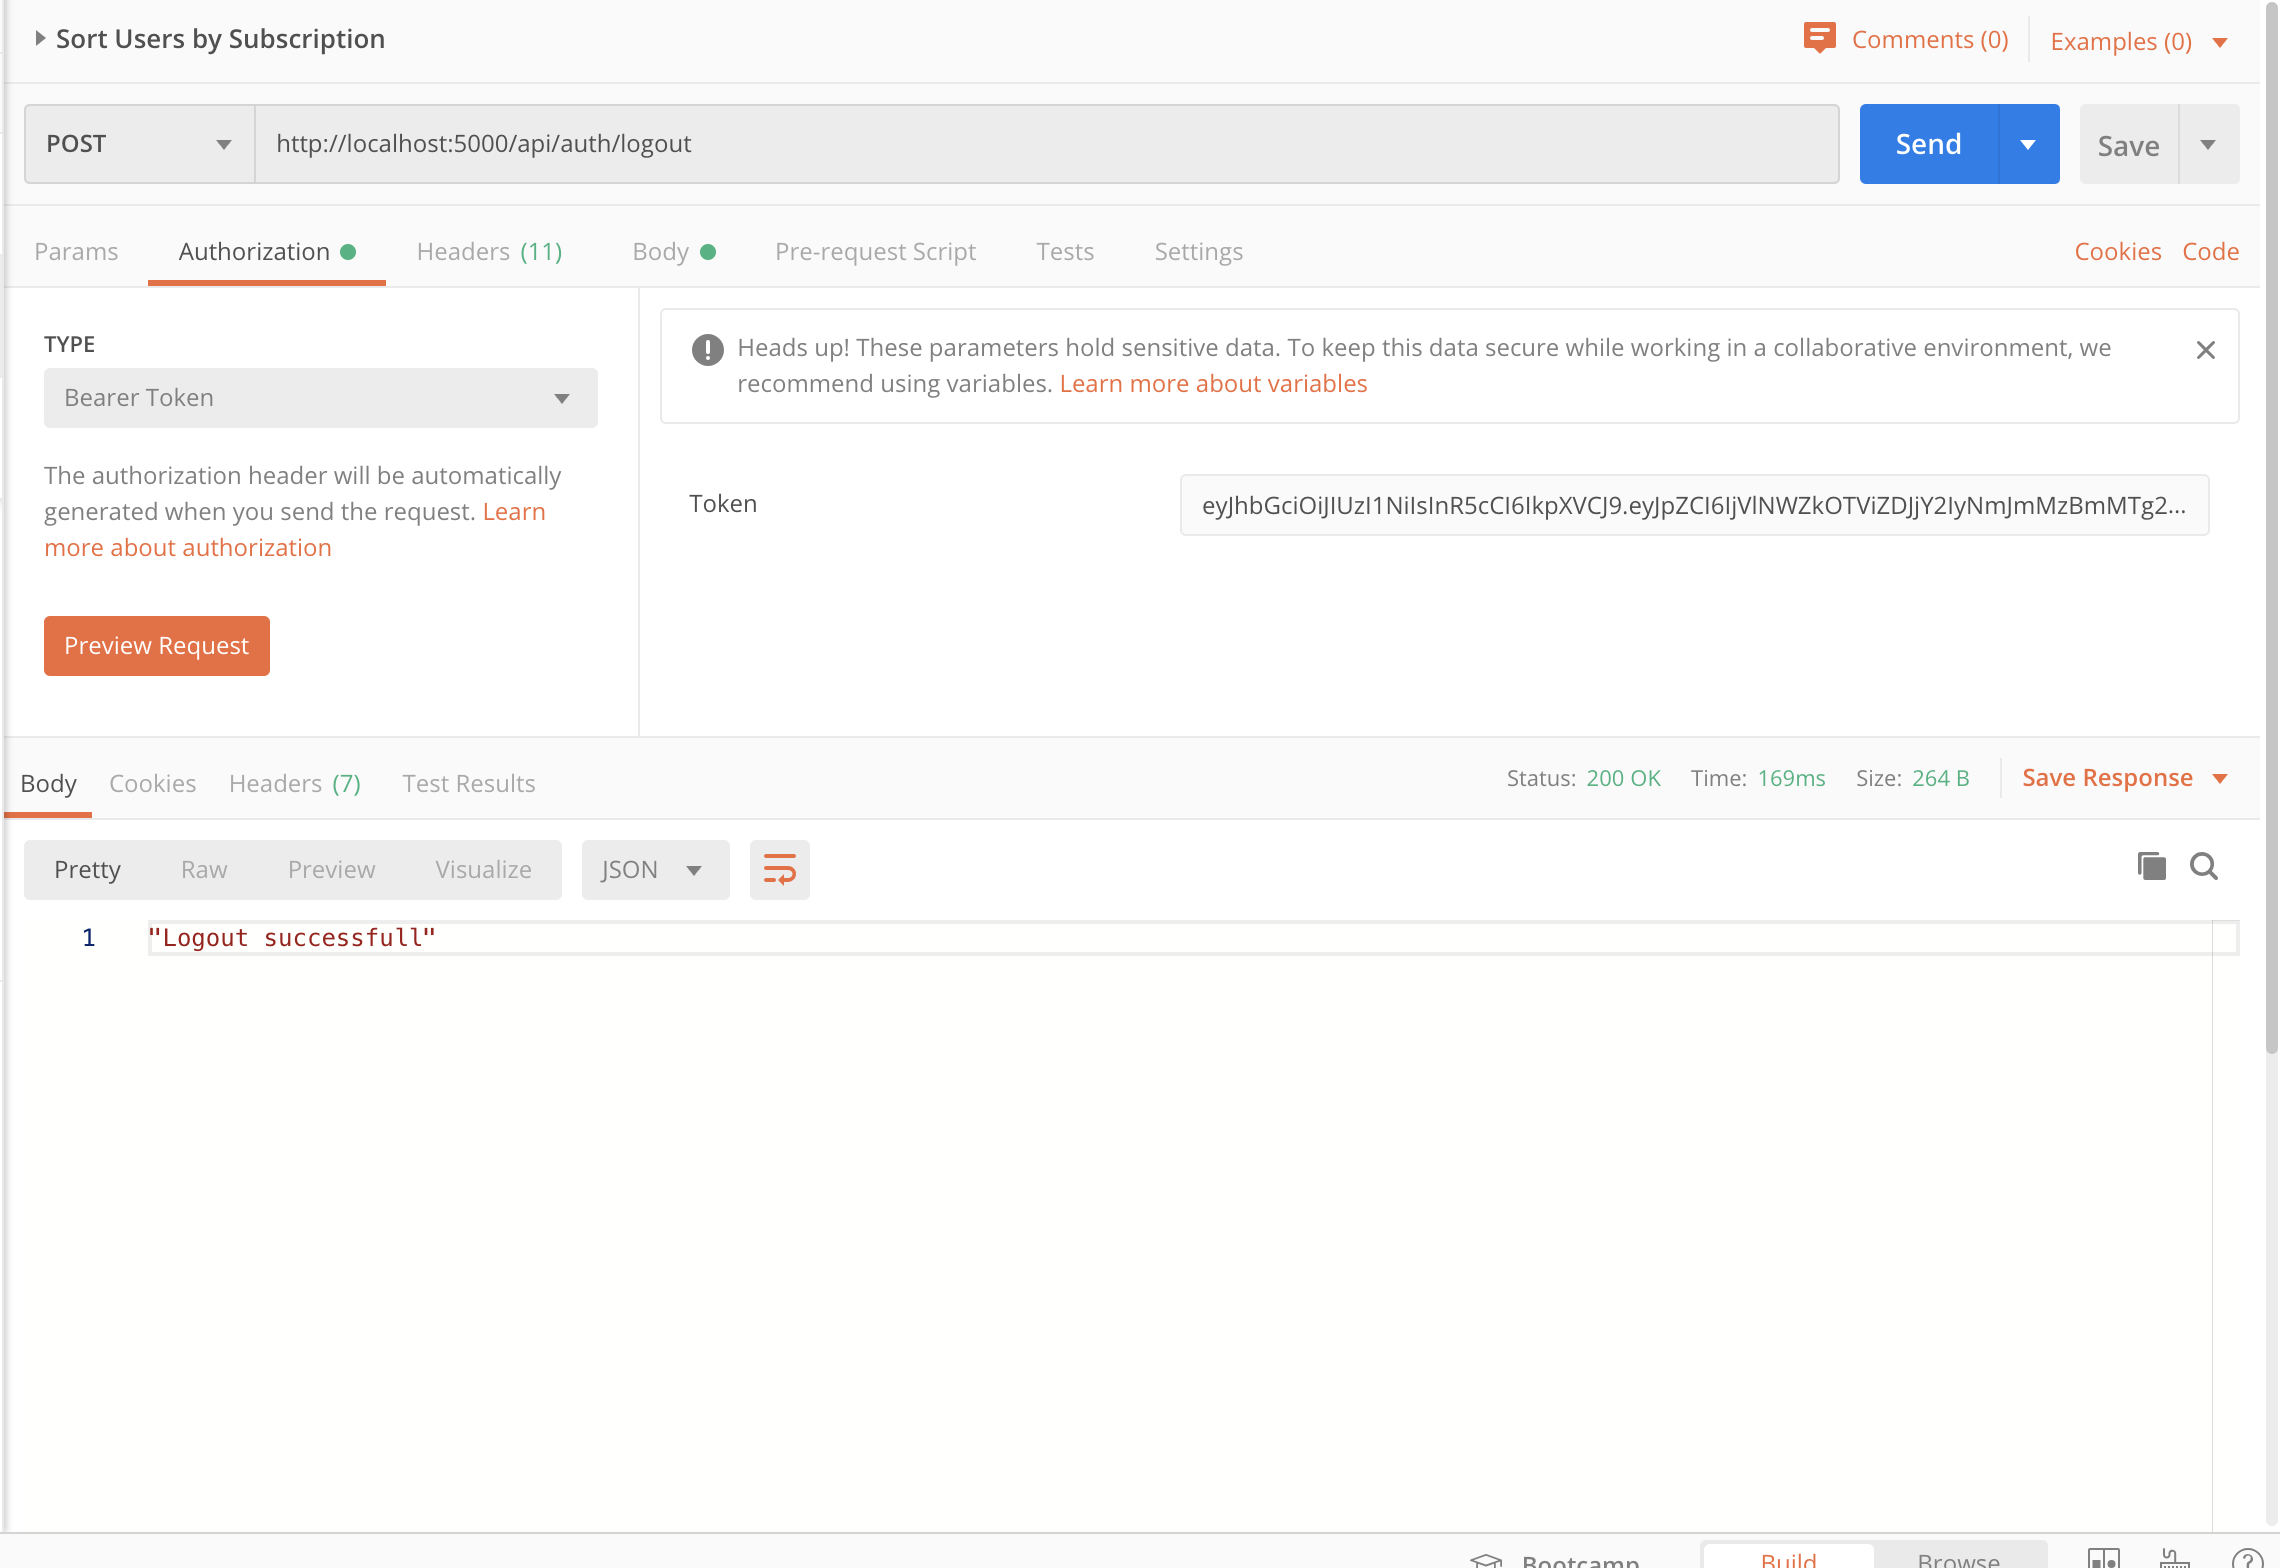 Sort Users by Subscription
Comments (0)
Examples (0)
POST
http://localhost:5000/api/auth/logout
Send
Save
Params
Authorization
Headers (11)
Body
Pre-request Script
Tests
Settings
Cookies
Code
TYPE
Bearer Token
The authorization header will be automatically
generated when you send the request. Learn
more about authorization
Preview Request
Heads up! These parameters hold sensitive data. To keep this data secure while working in a collaborative environment, we
recommend using variables. Learn more about variables
Token
eyJhbGciOiJIUzI1NiIsInR5cCI6IkpXVCJ9.eyJpZCI6IjVlNWZkOTViZDJjY2IyNmJmMzBmMTg2...
Body
Cookies
Headers (7)
Test Results
Status: 200 OK
Time: 169ms
Size: 264 B
Save Response
Pretty
Raw
Preview
Visualize
JSON
1
"Logout successfull"
Bootcamp
Build
Browse